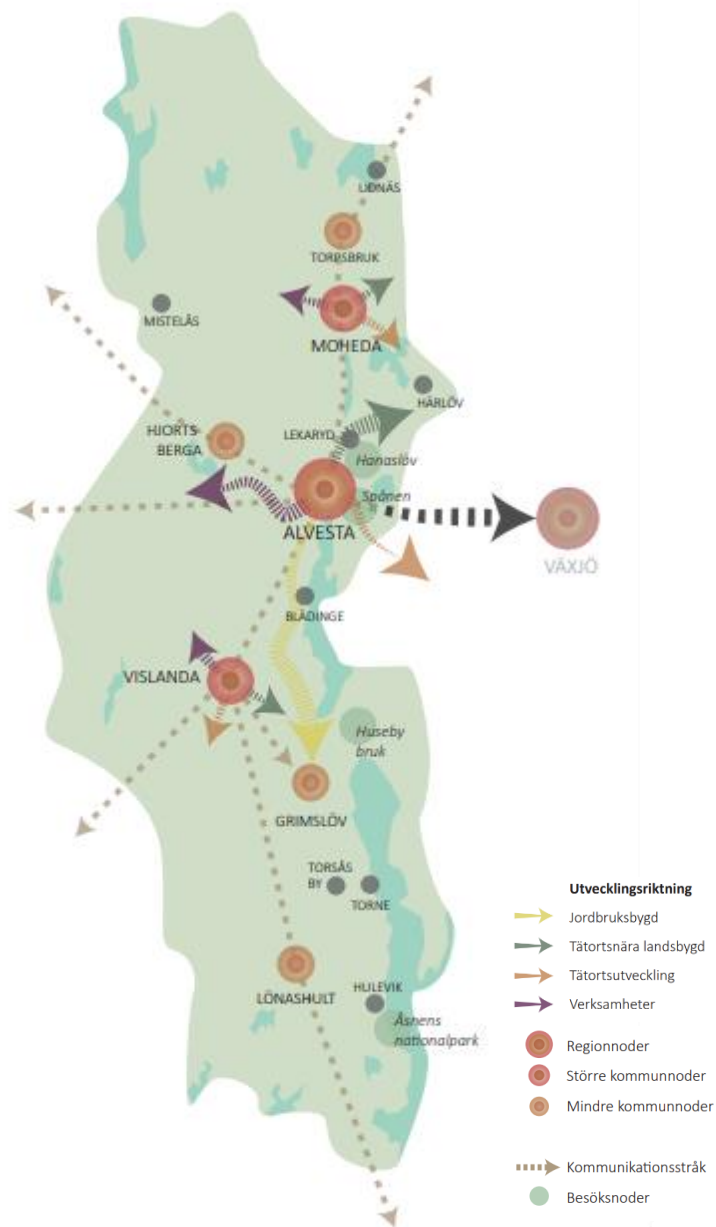 LIDNÄS
TORPSBRUK
MISTELÅS
MOHEDA
HÄRLÖV
HJORTS-
BERGA
LEKARYD
Hanaslöv
Spånen
ALVESTA
VÄXJÖ
BLÄDINGE
VISLANDA
Huseby
bruk
GRIMSLÖV
TORSÅS
BY
TORNE
LÖNASHULT
HULEVIK
Åsnens
nationalpark
Utvecklingsriktning
Jordbruksbygd
Tätortsnära landsbygd
Tätortsutveckling
Verksamheter
Regionnoder
Större kommunnoder
Mindre kommunnoder
Kommunikationsstråk
Besöksnoder